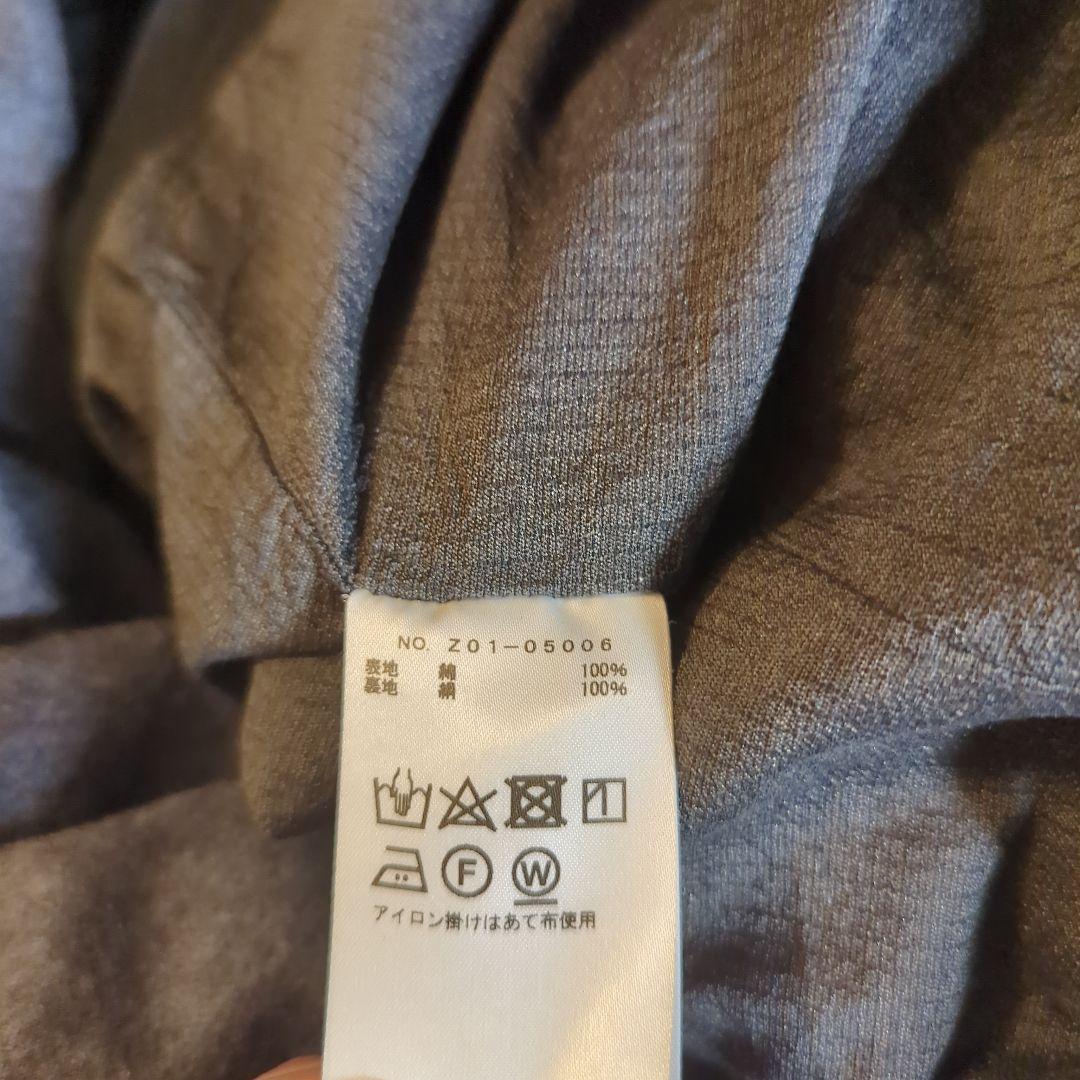 NO. Z01-05006
表地 綿 100%
裏地 絹 100%
F W
アイロン掛けはあて布使用